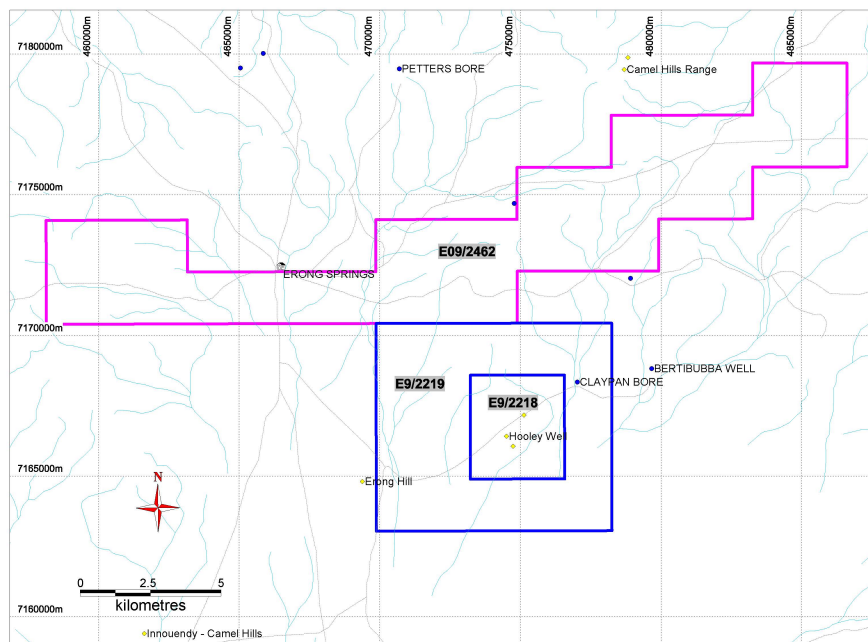 460000m
465000m
470000m
475000m
480000m
485000m
7180000m
PETTERS BORE
Camel Hills Range
7175000m
E09/2462
ERONG SPRINGS
7170000m
BERTIBUBBA WELL
E9/2219
CLAYPAN BORE
E9/2218
Hooley Well
7165000m
Erong Hill
N
0 2.5 5
kilometres
7160000m
Innouendy - Camel Hills